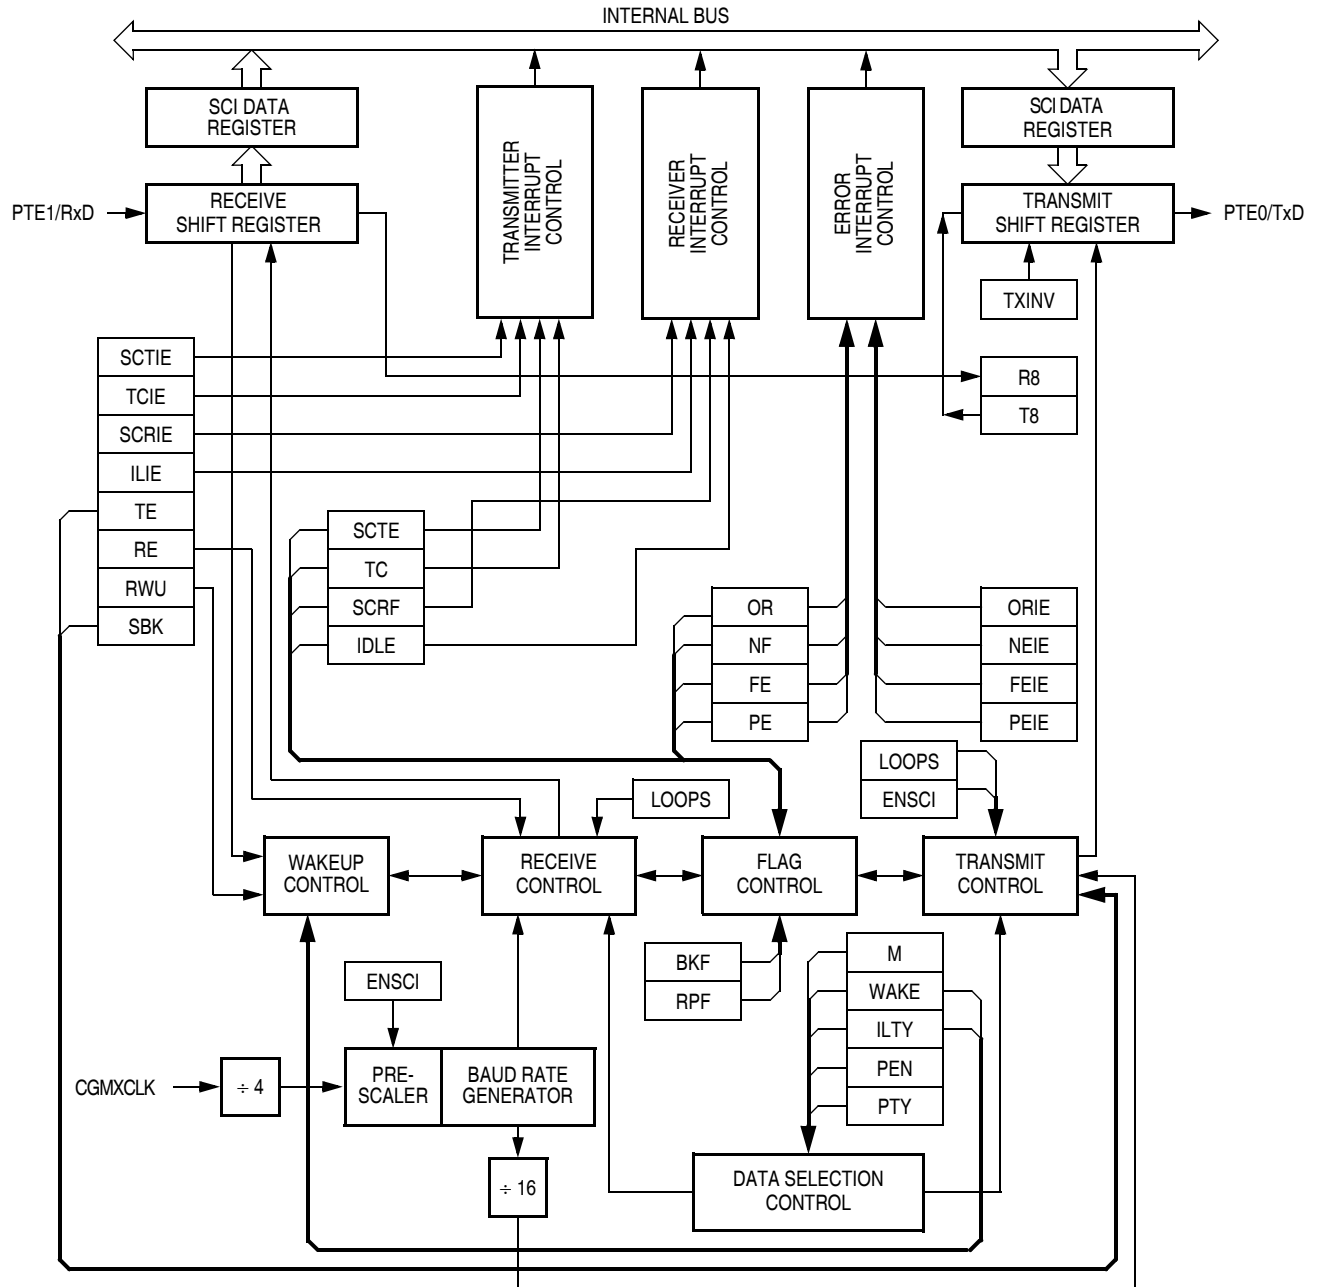 INTERNAL BUS
SCI DATA
REGISTER
SCI DATA
REGISTER
TRANSMITTER
INTERRUPT
CONTROL
RECEIVER
INTERRUPT
CONTROL
ERROR
INTERRUPT
CONTROL
PTE1/RxD
RECEIVE
SHIFT REGISTER
TRANSMIT
SHIFT REGISTER
PTE0/TxD
TXINV
SCTIE
TCIE
SCRIE
ILIE
TE
RE
RWU
SBK
R8
T8
SCTE
TC
SCRF
IDLE
OR
NF
FE
PE
ORIE
NEIE
FEIE
PEIE
LOOPS
ENSCI
LOOPS
WAKEUP
CONTROL
RECEIVE
CONTROL
FLAG
CONTROL
TRANSMIT
CONTROL
BKF
RPF
M
WAKE
ILTY
PEN
PTY
ENSCI
CGMXCLK
÷ 4
PRE-
SCALER
BAUD RATE
GENERATOR
÷ 16
DATA SELECTION
CONTROL